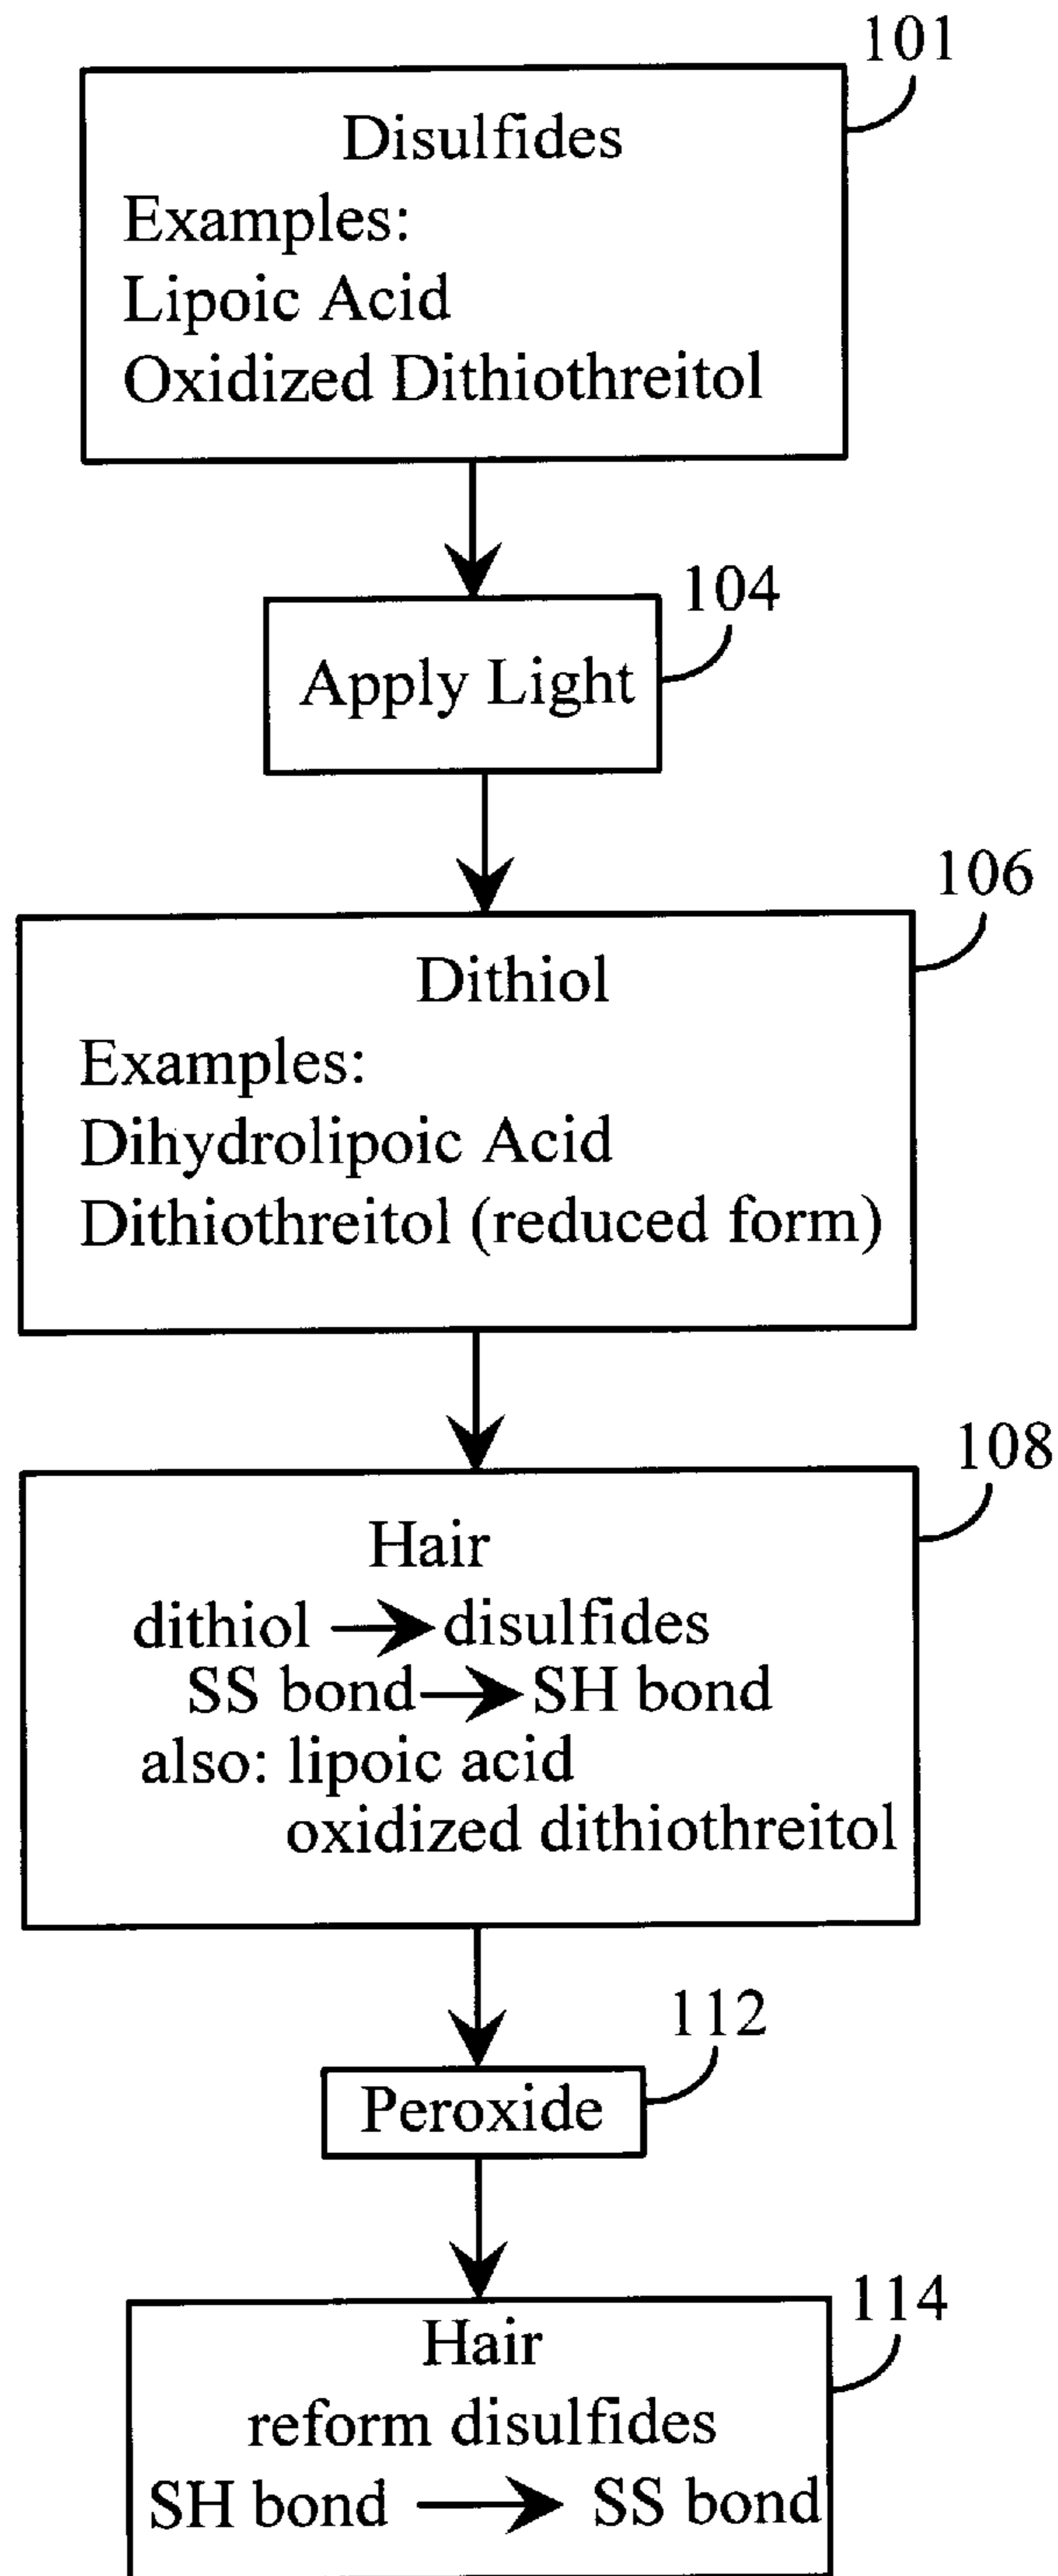 101
Disulfides
Examples:
Lipoic Acid
Oxidized Dithiothreitol
104
Apply Light
106
Dithiol
Examples:
Dihydrolipoic Acid
Dithiothreitol (reduced form)
108
Hair
dithiol → disulfides
SS bond → SH bond
also: lipoic acid
oxidized dithiothreitol
112
Peroxide
114
Hair
reform disulfides
SH bond → SS bond